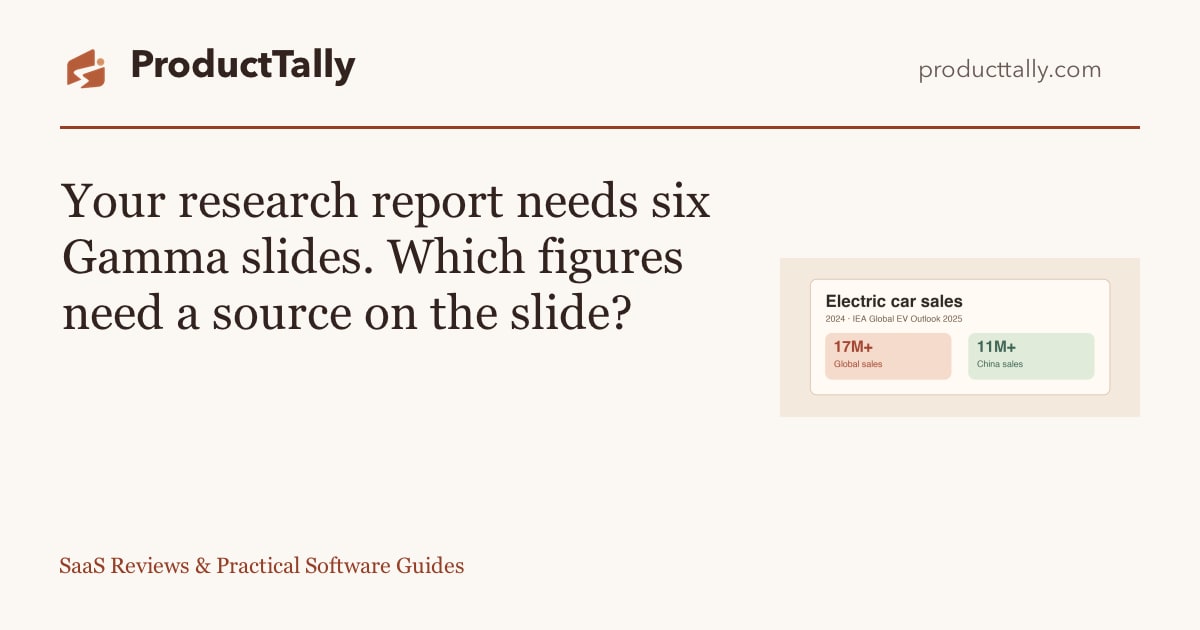 ProductTally
producttally.com
Your research report needs six
Gamma slides. Which figures
need a source on the slide?
Electric car sales
2024 · IEA Global EV Outlook 2025
17M+
Global sales
11M+
China sales
SaaS Reviews & Practical Software Guides